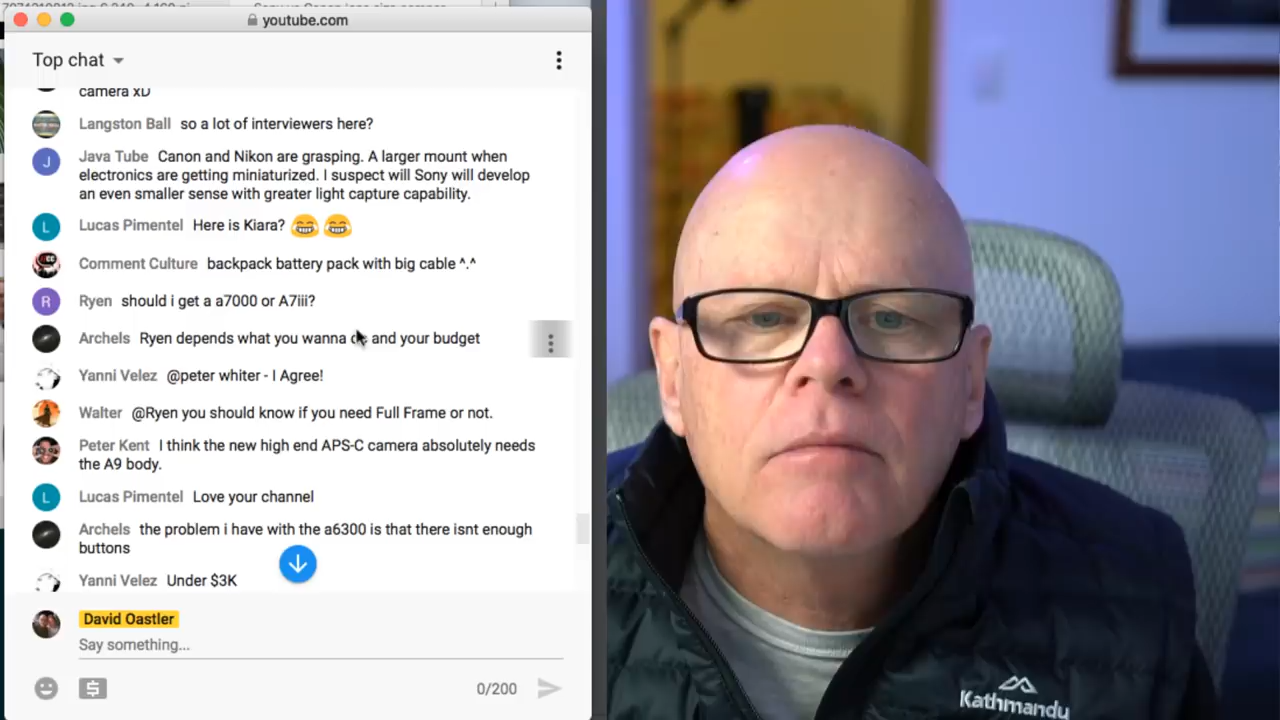 youtube.com
Top chat
camera xD
Langston Ball so a lot of interviewers here?
J
Java Tube Canon and Nikon are grasping. A larger mount when
electronics are getting miniaturized. I suspect will Sony will develop
an even smaller sense with greater light capture capability.
L
Lucas Pimentel Here is Kiara? 😂 😂
Comment Culture backpack battery pack with big cable ^.^
R
Ryen should i get a a7000 or A7iii?
Archels Ryen depends what you wanna and your budget
Yanni Velez @peter whiter - I Agree!
Walter @Ryen you should know if you need Full Frame or not.
Peter Kent I think the new high end APS-C camera absolutely needs
the A9 body.
L
Lucas Pimentel Love your channel
Archels the problem i have with the a6300 is that there isnt enough
buttons
Yanni Velez Under $3K
David Oastler
Say something...
0/200
Kathmandu